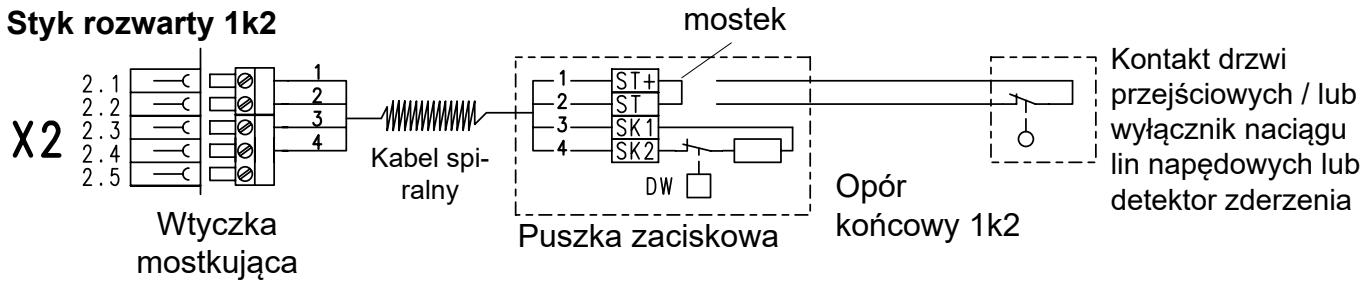 Styk rozwarty 1k2
mostek
X2
2.1
2.2
2.3
2.4
2.5
1
2
3
4
Wtyczka
mostkująca
Kabel spi-
ralny
1 ST+
2 ST
3 SK1
4 SK2
DW
Puszka zaciskowa
Opór
końcowy 1k2
Kontakt drzwi
przejściowych / lub
wyłącznik naciągu
lin napędowych lub
detektor zderzenia